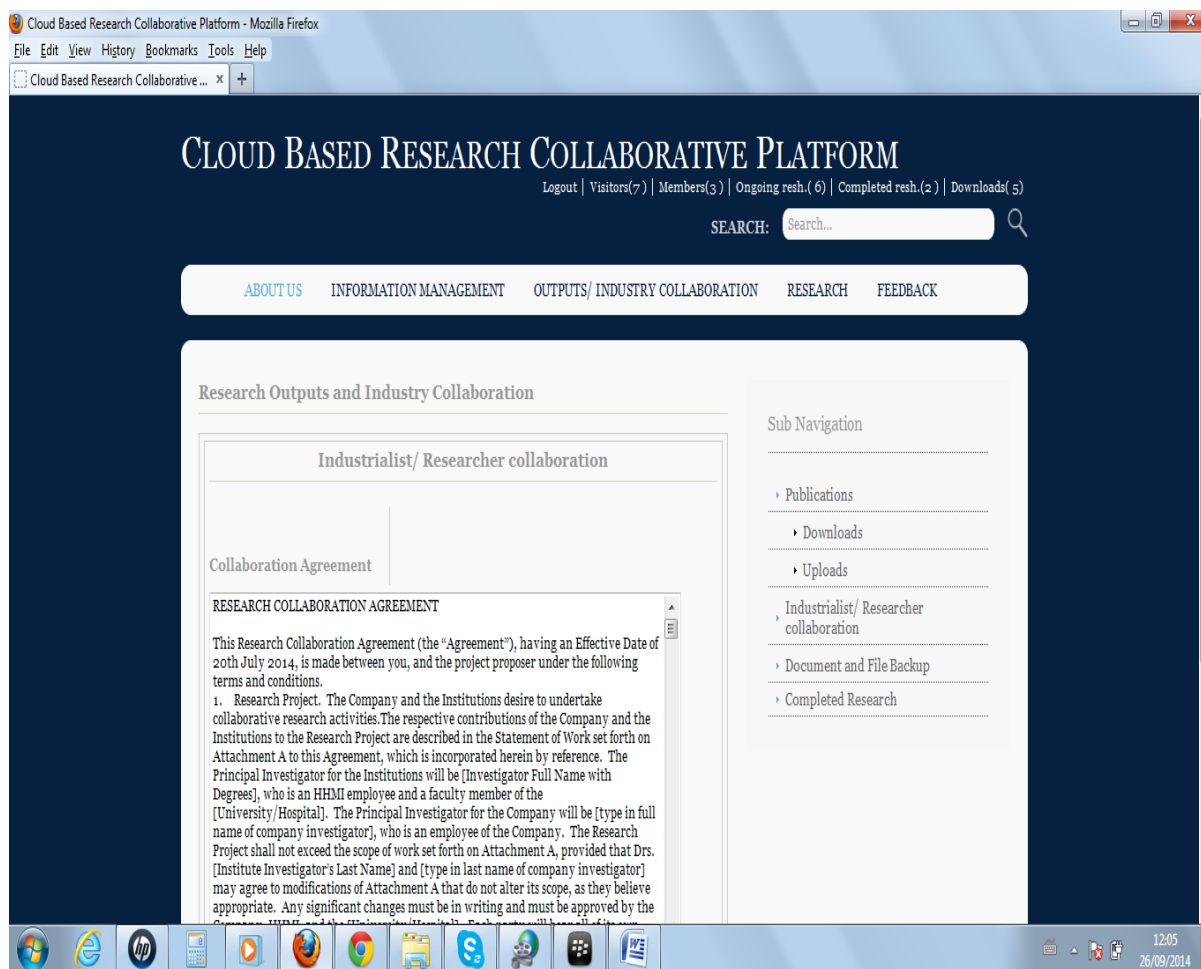 Cloud Based Research Collaborative Platform - Mozilla Firefox
File Edit View History Bookmarks Tools Help
Cloud Based Research Collaborative ... x +
CLOUD BASED RESEARCH COLLABORATIVE PLATFORM
Logout | Visitors(7 ) | Members(3 ) | Ongoing resh.( 6) | Completed resh.(2 ) | Downloads( 5)
SEARCH: Search...
ABOUT US INFORMATION MANAGEMENT OUTPUTS/ INDUSTRY COLLABORATION RESEARCH FEEDBACK
Research Outputs and Industry Collaboration
Industrialist/ Researcher collaboration
Collaboration Agreement
RESEARCH COLLABORATION AGREEMENT
This Research Collaboration Agreement (the “Agreement”), having an Effective Date of
20th July 2014, is made between you, and the project proposer under the following
terms and conditions.
1. Research Project. The Company and the Institutions desire to undertake
collaborative research activities.The respective contributions of the Company and the
Institutions to the Research Project are described in the Statement of Work set forth on
Attachment A to this Agreement, which is incorporated herein by reference. The
Principal Investigator for the Institutions will be [Investigator Full Name with
Degrees], who is an HHMI employee and a faculty member of the
[University/Hospital]. The Principal Investigator for the Company will be [type in full
name of company investigator], who is an employee of the Company. The Research
Project shall not exceed the scope of work set forth on Attachment A, provided that Drs.
[Institute Investigator’s Last Name] and [type in last name of company investigator]
may agree to modifications of Attachment A that do not alter its scope, as they believe
appropriate. Any significant changes must be in writing and must be approved by the
Sub Navigation
Publications
Downloads
Uploads
Industrialist/ Researcher
collaboration
Document and File Backup
Completed Research
hp
12:05
26/09/2014